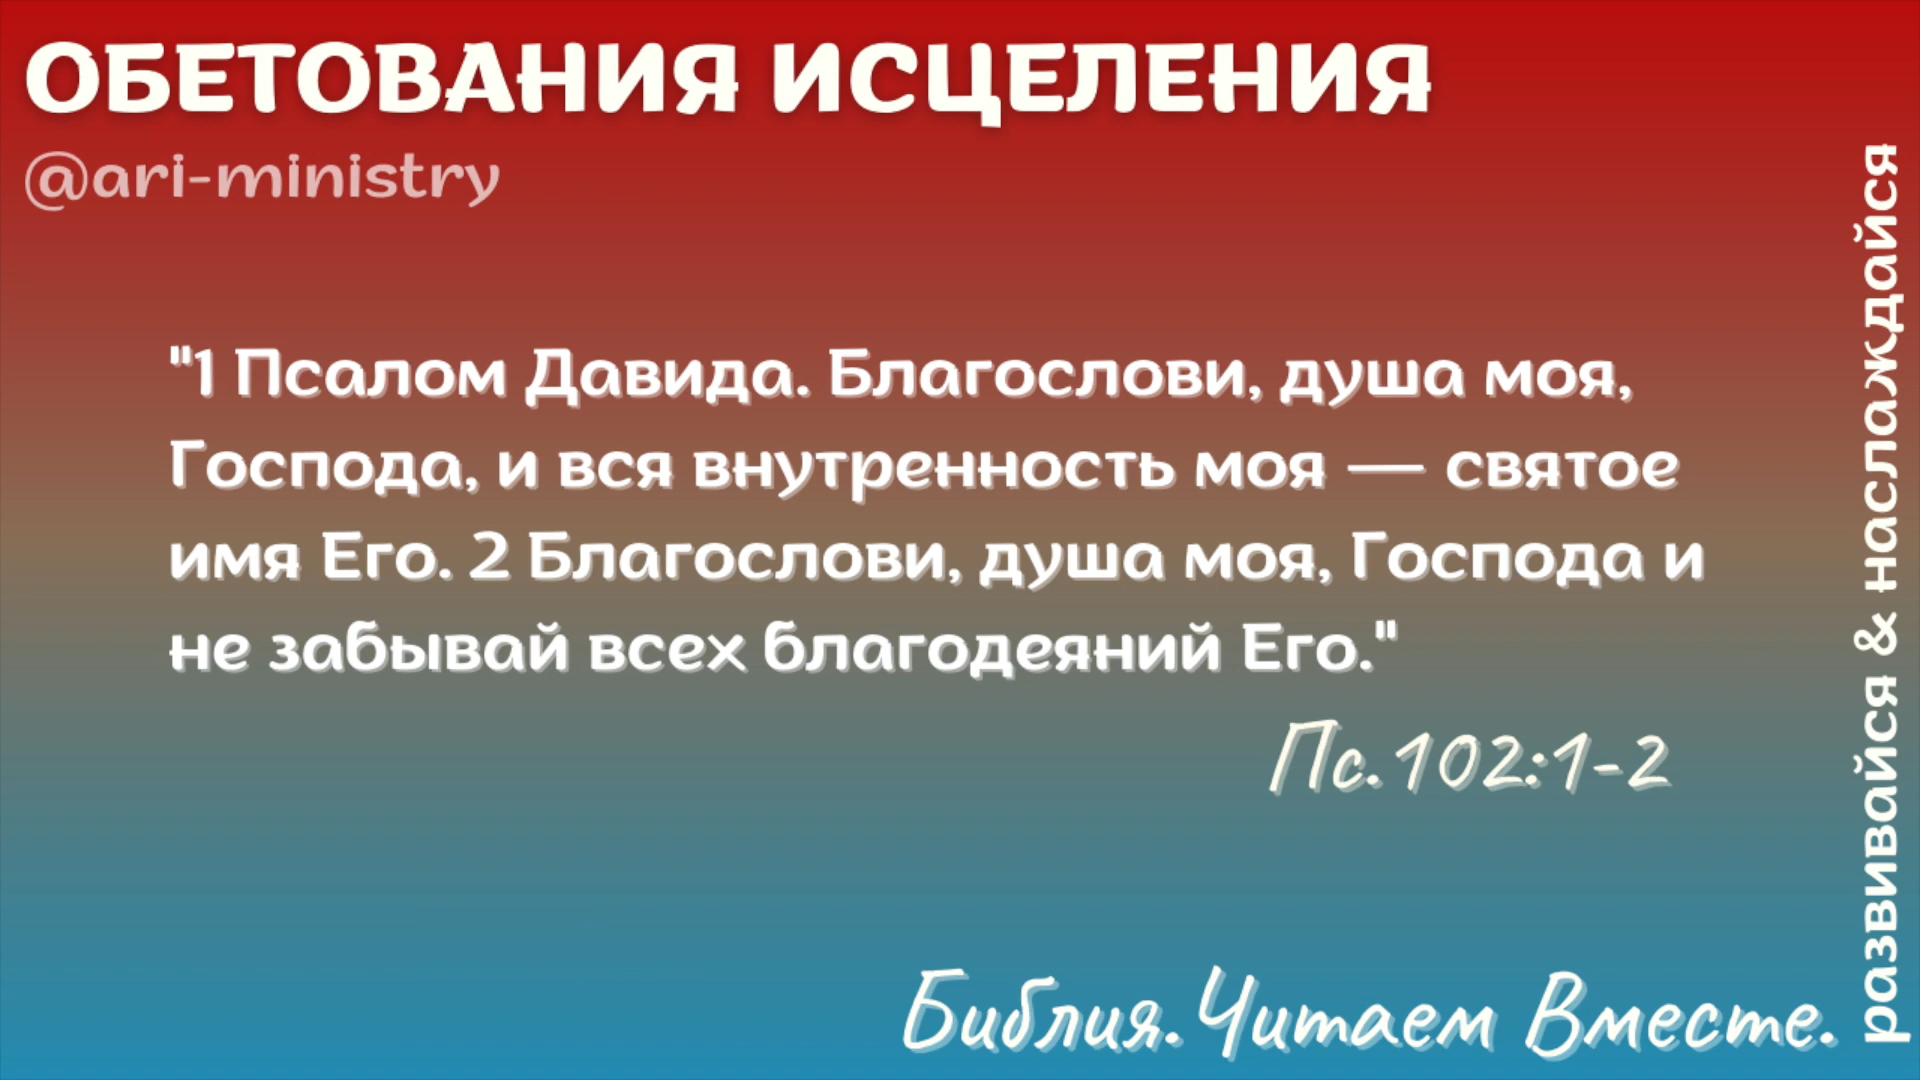 ОБЕТОВАНИЯ ИСЦЕЛЕНИЯ
@ari-ministry
"1 Псалом Давида. Благослови, душа моя,
Господа, и вся внутренность моя — святое
имя Его. 2 Благослови, душа моя, Господа и
не забывай всех благодеяний Его."
Пс.102:1-2
Библия.Читаем Вместе.
развивайся & наслаждайся